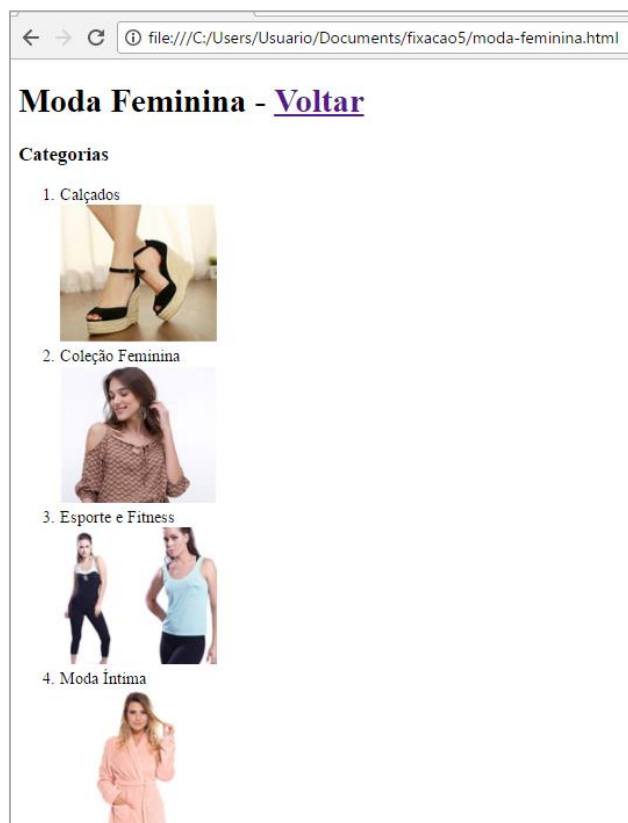 file:///C:/Users/Usuario/Documents/fixacao5/moda-feminina.html
Moda Feminina - Voltar
Categorias
1. Calçados
2. Coleção Feminina
3. Esporte e Fitness
4. Moda Íntima